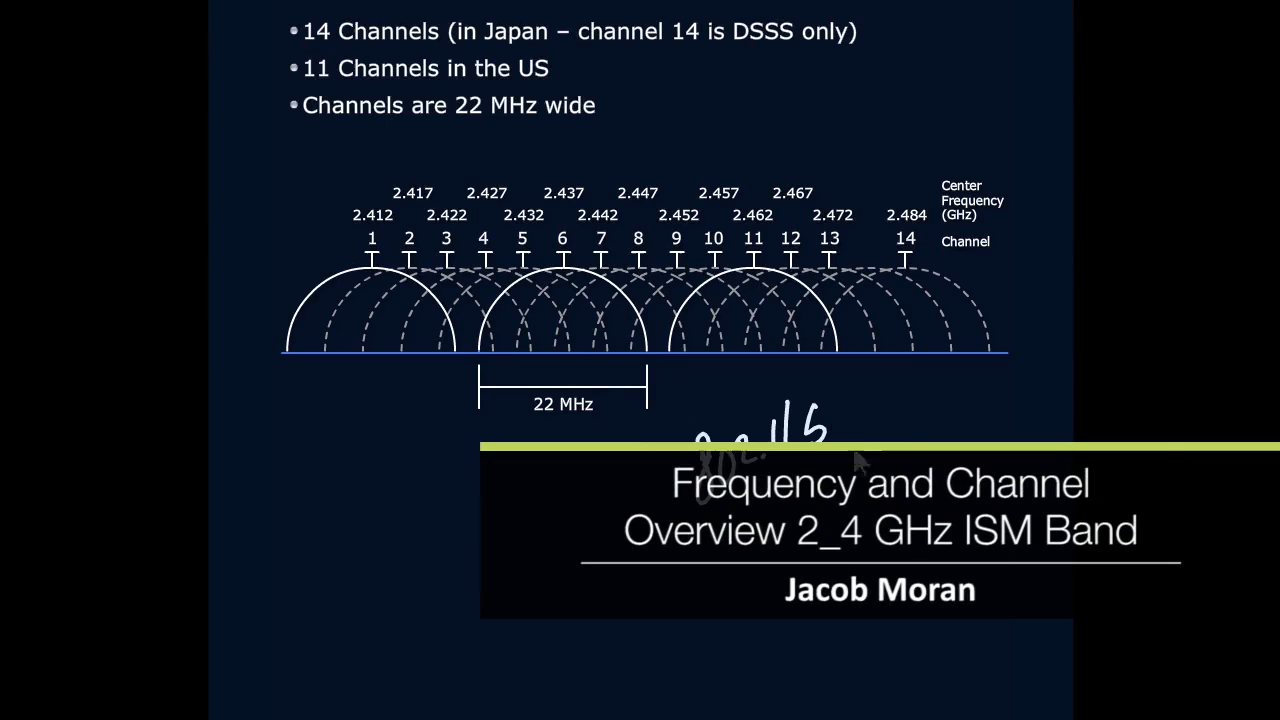 14 Channels (in Japan – channel 14 is DSSS only)
11 Channels in the US
Channels are 22 MHz wide
2.417 2.427 2.437 2.447 2.457 2.467 Center
Frequency
2.412 2.422 2.432 2.442 2.452 2.462 2.472 2.484 (GHz)
1 2 3 4 5 6 7 8 9 10 11 12 13 14 Channel
22 MHz
Frequency and Channel
Overview 2_4 GHz ISM Band
Jacob Moran